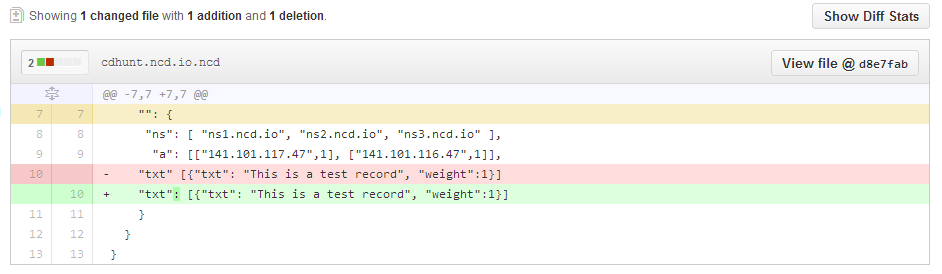 Showing 1 changed file with 1 addition and 1 deletion.
Show Diff Stats
2
cdhunt.ncd.io.ncd
View file @ d8e7fab
@@ -7,7 +7,7 @@
7 7 "": {
8 8 "ns": [ "ns1.ncd.io", "ns2.ncd.io", "ns3.ncd.io" ],
9 9 "a": [["141.101.117.47",1], ["141.101.116.47",1]],
10 - "txt" [{"txt": "This is a test record", "weight":1}]
10 + "txt": [{"txt": "This is a test record", "weight":1}]
11 11 }
12 12 }
13 13 }